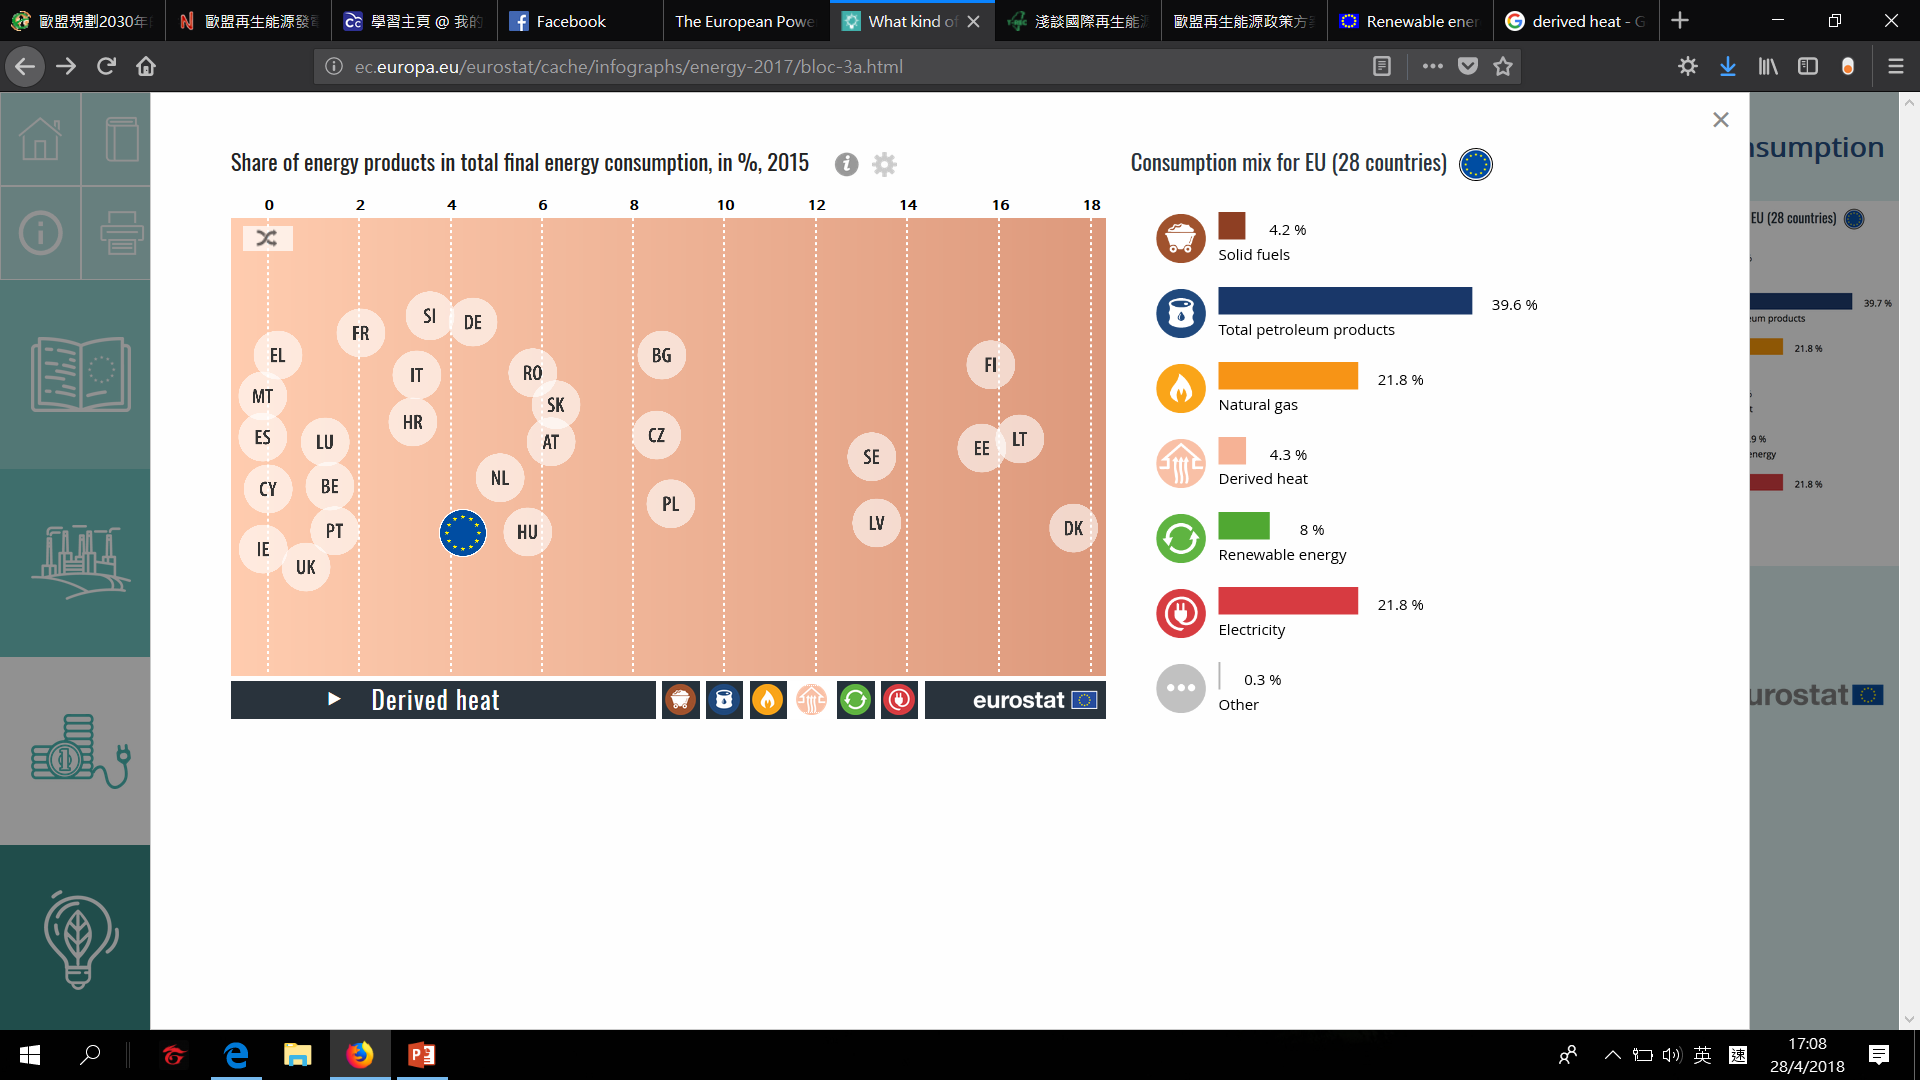 歐盟規劃2030年
歐盟再生能源發電
學習主頁 @ 我的
Facebook
The European Powe
What kind of
淺談國際再生能源
歐盟再生能源政策方
Renewable ener
derived heat - G
ec.europa.eu/eurostat/cache/infographs/energy-2017/bloc-3a.html
Share of energy products in total final energy consumption, in %, 2015
0 2 4 6 8 10 12 14 16 18
SI
DE
FR
EL
BG
FI
IT
RO
MT
SK
HR
ES
LU
AT
CZ
LT
EE
SE
NL
CY
BE
PL
LV
PT
HU
DK
IE
UK
Derived heat
eurostat
Consumption mix for EU (28 countries)
4.2 %
Solid fuels
39.6 %
Total petroleum products
21.8 %
Natural gas
4.3 %
Derived heat
8 %
Renewable energy
21.8 %
Electricity
0.3 %
Other
nsumption
EU (28 countries)
39.7 %
um products
21.8 %
t
9 %
energy
21.8 %
urostat
英
速
17:08
28/4/2018